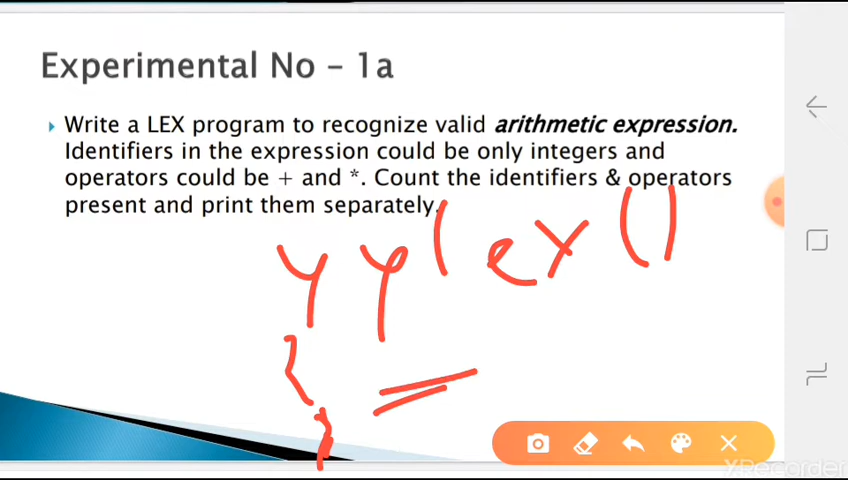 Experimental No – 1a
Write a LEX program to recognize valid arithmetic expression.
Identifiers in the expression could be only integers and
operators could be + and *. Count the identifiers & operators
present and print them separately.
yylex()
{
}
XRecorder